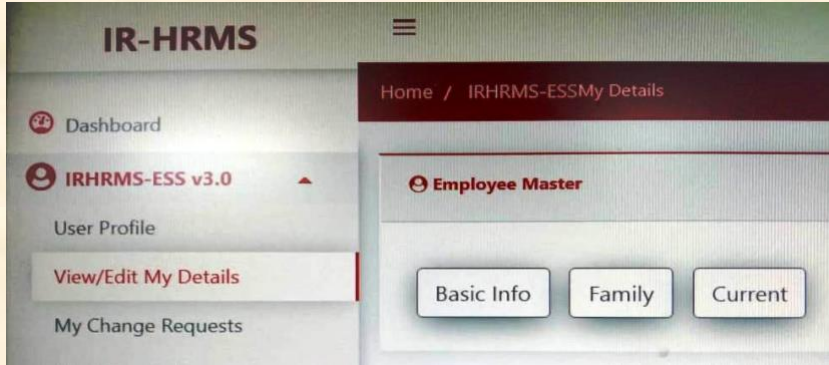 IR-HRMS
Dashboard
IRHRMS-ESS v3.0
User Profile
View/Edit My Details
My Change Requests
Home / IRHRMS-ESSMy Details
Employee Master
Basic Info Family Current